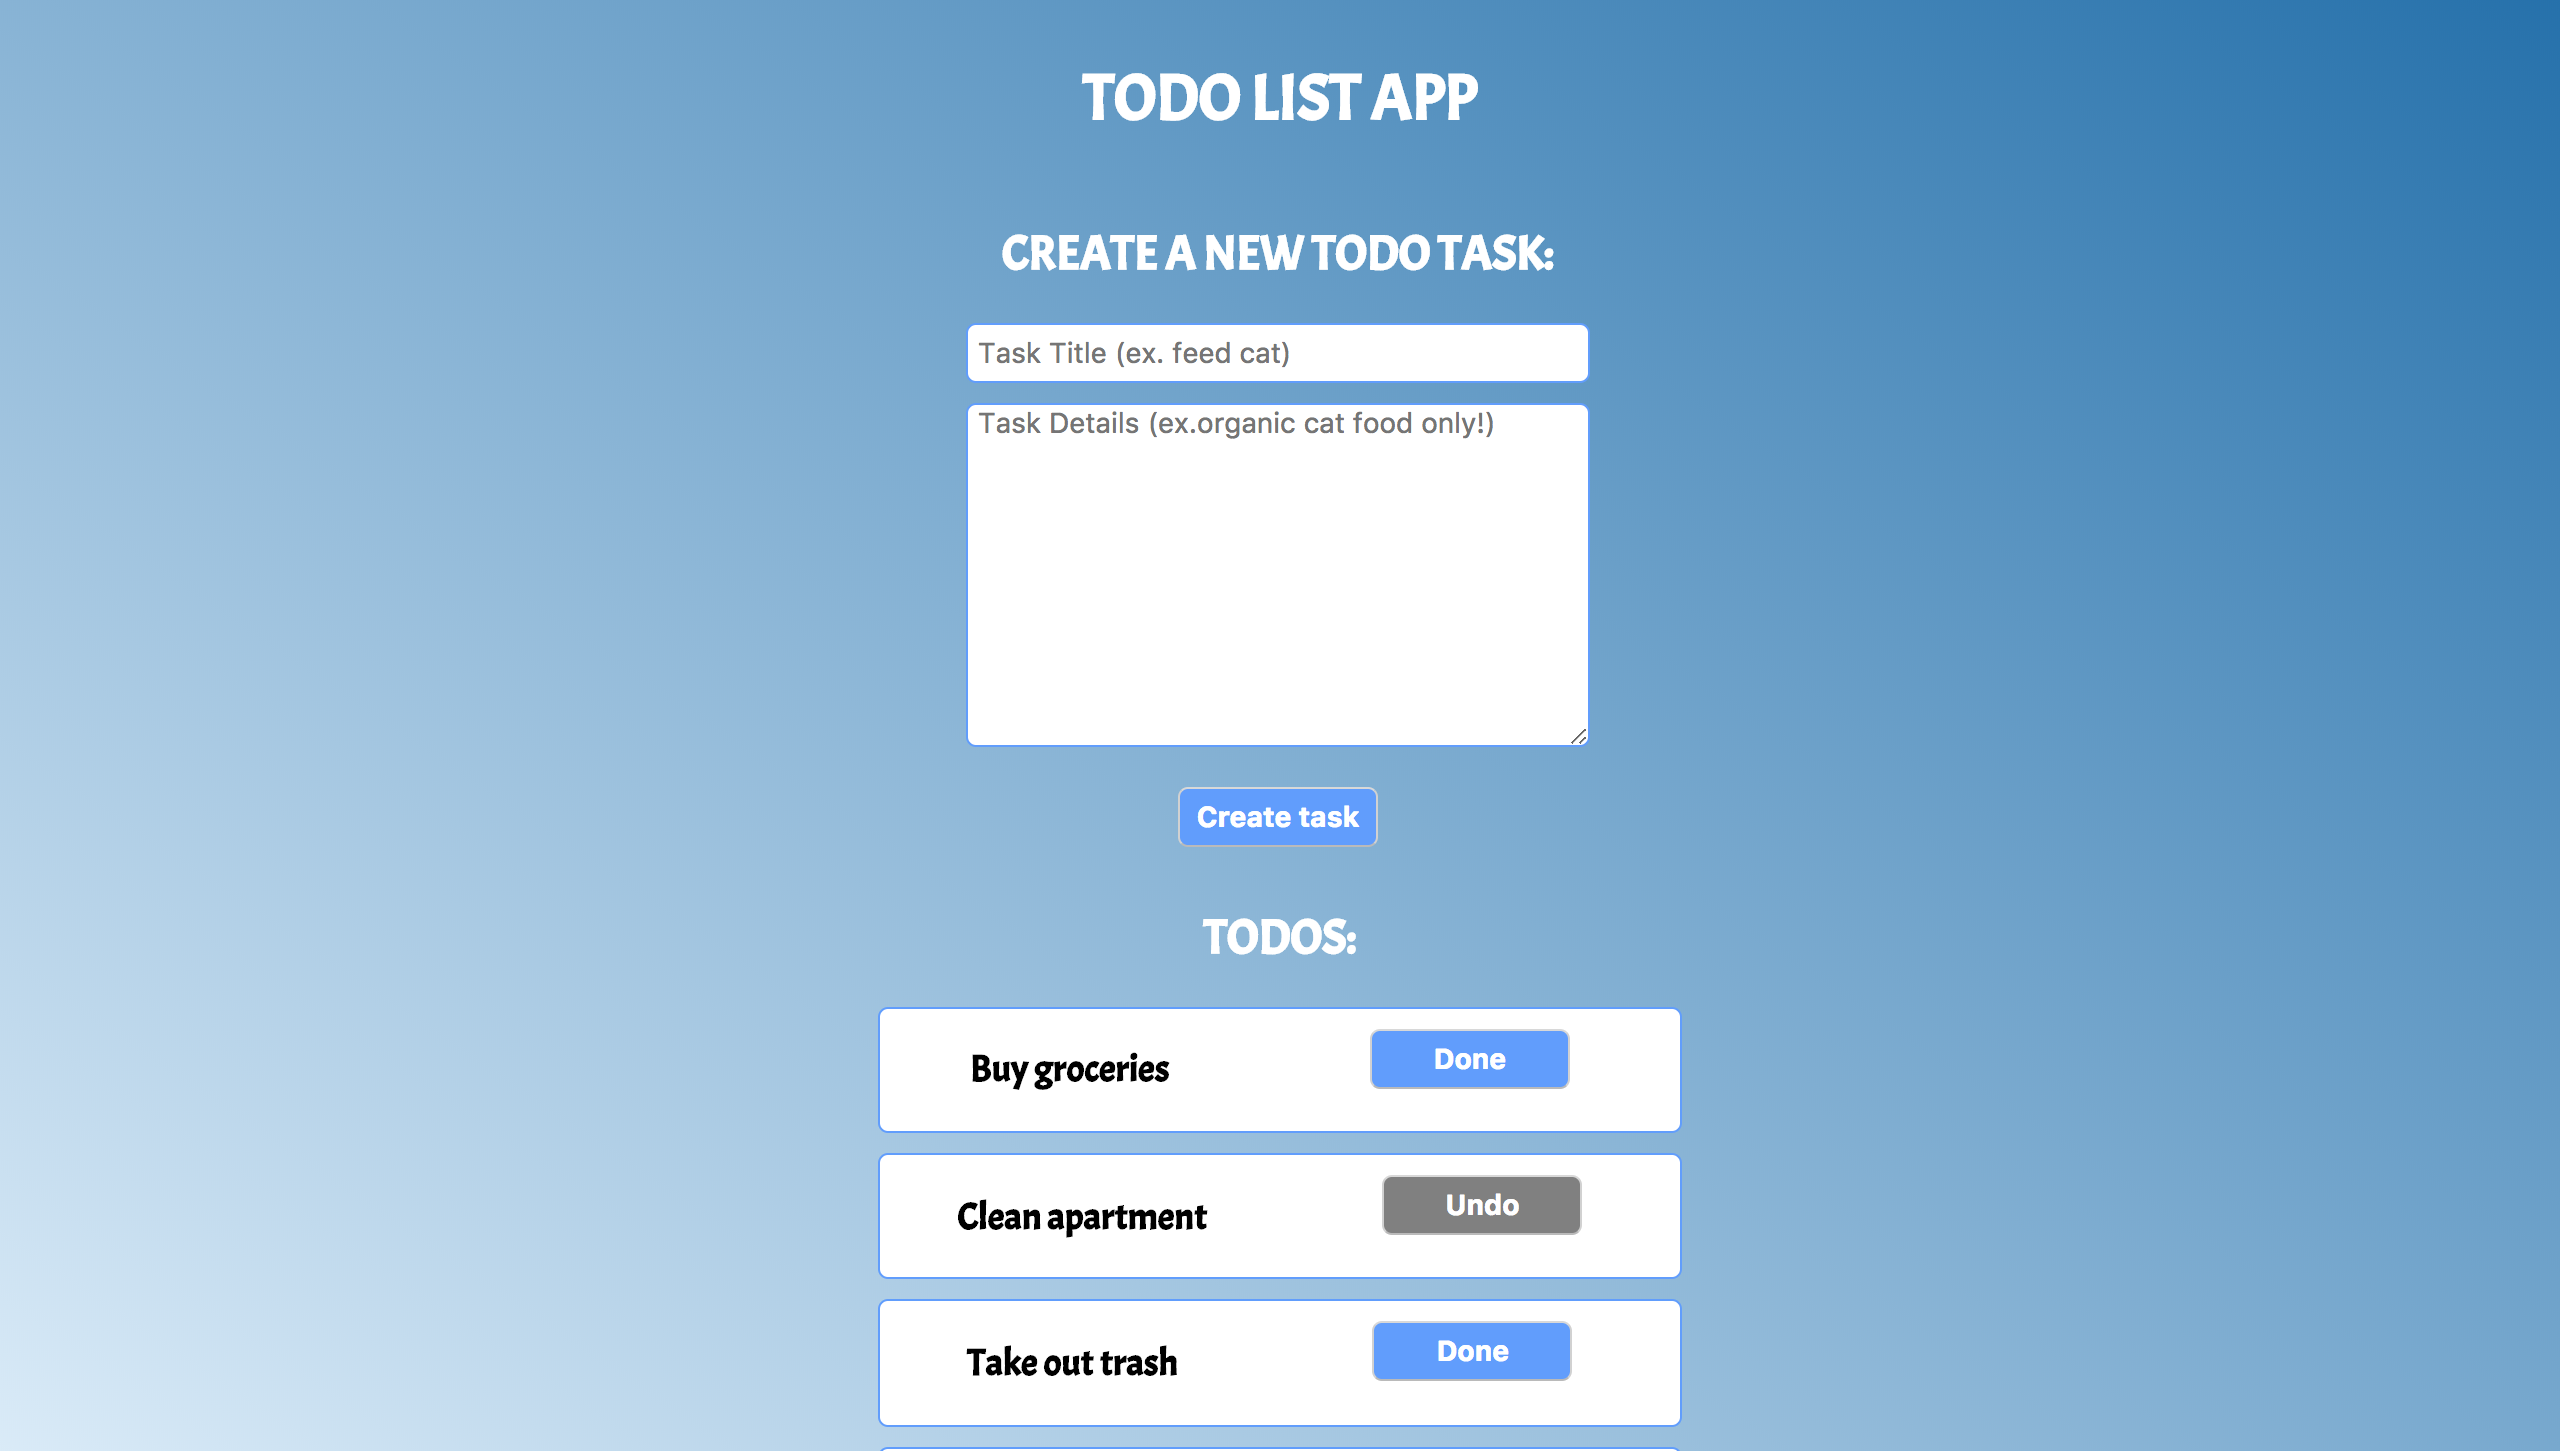 TODO LIST APP
CREATE A NEW TODO TASK:
Task Title (ex. feed cat)
Task Details (ex.organic cat food only!)
Create task
TODOS:
Buy groceries
Done
Clean apartment
Undo
Take out trash
Done